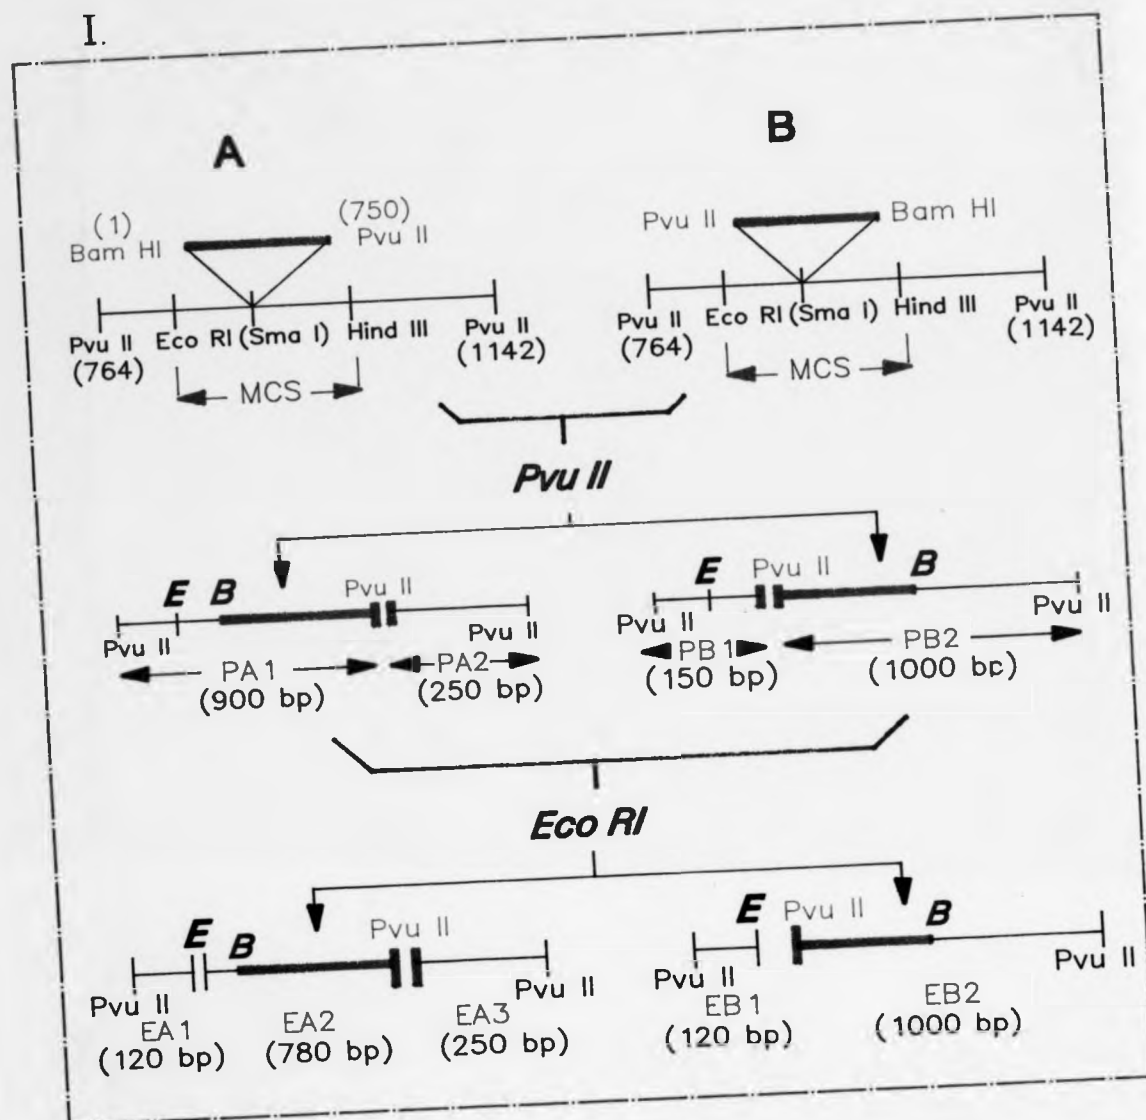 I.
A
B
(1)
(750)
Bam HI
Pvu II
Pvu II
Bam HI
Pvu II
(764)
Eco RI (Sma I)
Hind III
Pvu II
(1142)
Pvu II
(764)
Eco RI (Sma I)
Hind III
Pvu II
(1142)
MCS
MCS
Pvu II
E
B
Pvu II
E
Pvu II
B
Pvu II
Pvu II
Pvu II
Pvu II
PA1
(900 bp)
PA2
(250 bp)
PB1
(150 bp)
PB2
(1000 bp)
Eco RI
E
B
Pvu II
E
Pvu II
B
Pvu II
Pvu II
Pvu II
Pvu II
EA1
(120 bp)
EA2
(780 bp)
EA3
(250 bp)
EB1
(120 bp)
EB2
(1000 bp)